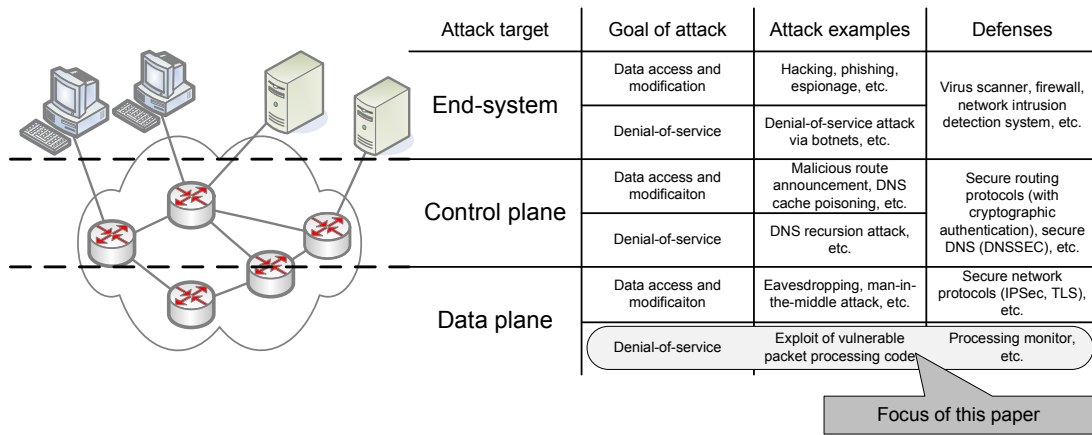 Attack target
Goal of attack
Attack examples
Defenses
End-system
Data access and
modification
Hacking, phishing,
espionage, etc.
Virus scanner, firewall,
network intrusion
detection system, etc.
Denial-of-service
Denial-of-service attack
via botnets, etc.
Control plane
Data access and
modificaiton
Malicious route
announcement, DNS
cache poisoning, etc.
Secure routing
protocols (with
cryptographic
authentication), secure
DNS (DNSSEC), etc.
Denial-of-service
DNS recursion attack,
etc.
Data plane
Data access and
modificaiton
Eavesdropping, man-in-
the-middle attack, etc.
Secure network
protocols (IPSec, TLS),
etc.
Denial-of-service
Exploit of vulnerable
packet processing code
Processing monitor,
etc.
Focus of this paper